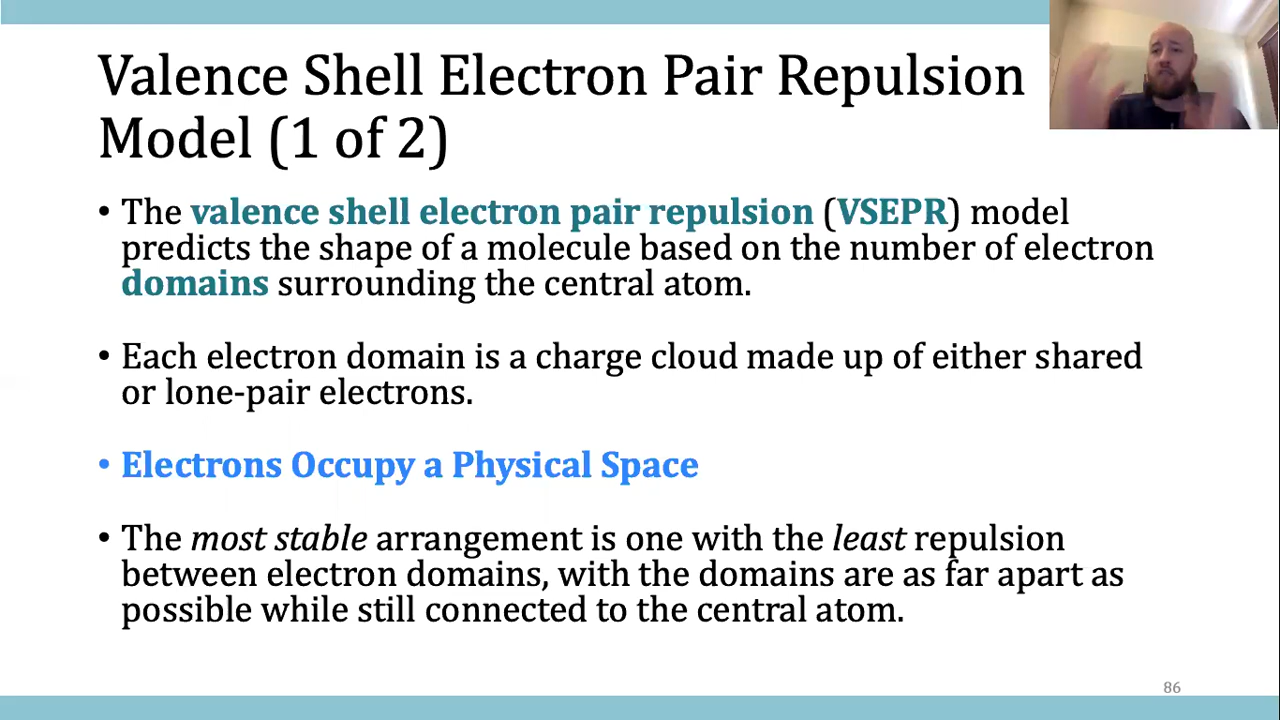 Valence Shell Electron Pair Repulsion
Model (1 of 2)
• The valence shell electron pair repulsion (VSEPR) model
predicts the shape of a molecule based on the number of electron
domains surrounding the central atom.
• Each electron domain is a charge cloud made up of either shared
or lone-pair electrons.
• Electrons Occupy a Physical Space
• The most stable arrangement is one with the least repulsion
between electron domains, with the domains are as far apart as
possible while still connected to the central atom.
86